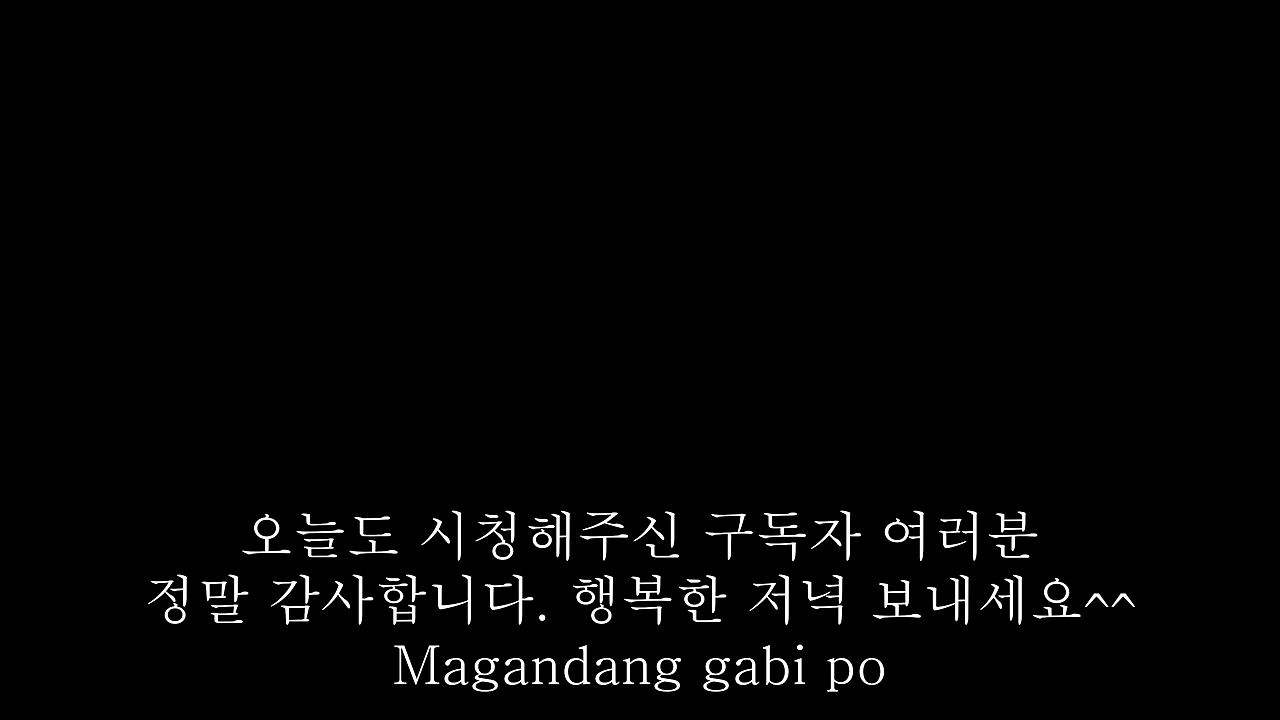 오늘도 시청해주신 구독자 여러분
정말 감사합니다. 행복한 저녁 보내세요^^
Magandang gabi po